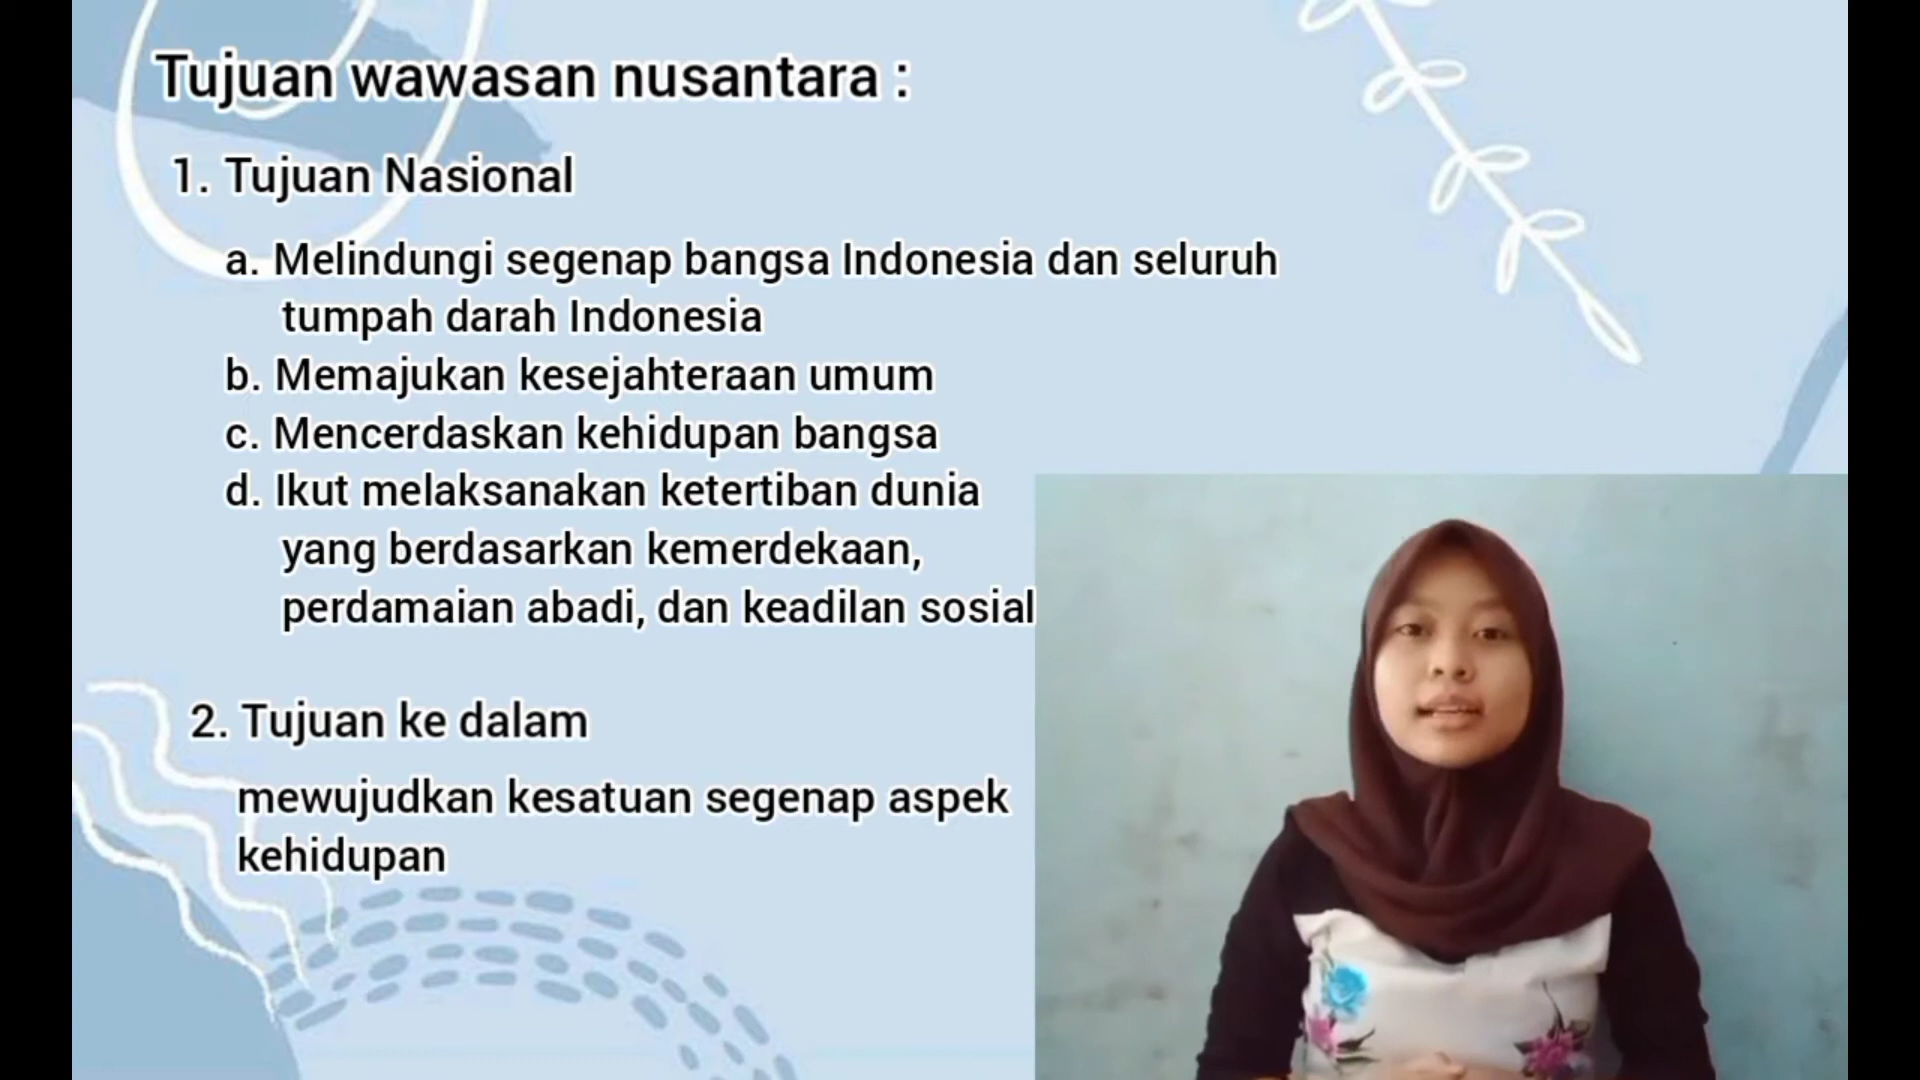 Tujuan wawasan nusantara :
1. Tujuan Nasional
a. Melindungi segenap bangsa Indonesia dan seluruh
tumpah darah Indonesia
b. Memajukan kesejahteraan umum
c. Mencerdaskan kehidupan bangsa
d. Ikut melaksanakan ketertiban dunia
yang berdasarkan kemerdekaan,
perdamaian abadi, dan keadilan sosial
2. Tujuan ke dalam
mewujudkan kesatuan segenap aspek
kehidupan